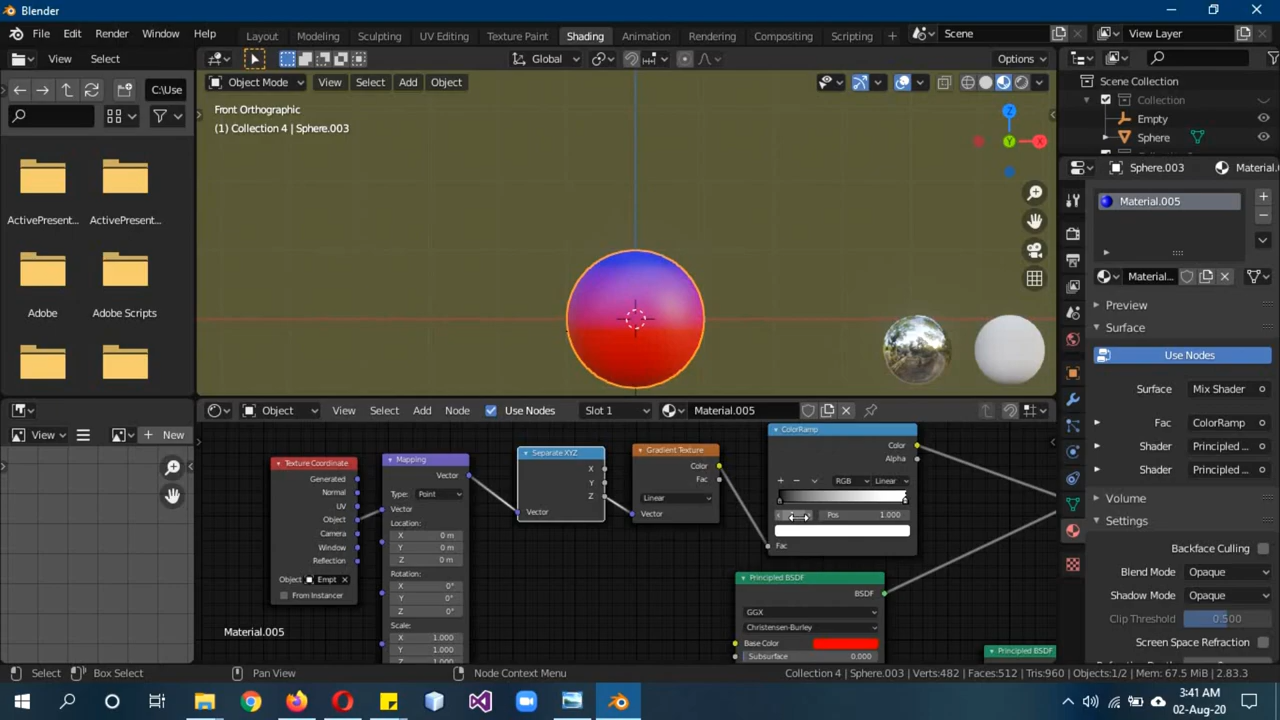 Blender
File Edit Render Window Help
Layout Modeling Sculpting UV Editing Texture Paint Shading Animation Rendering Compositing Scripting
Scene View Layer
View Select
Global Options
C:\Use
Object Mode View Select Add Object
Front Orthographic
(1) Collection 4 | Sphere.003
Z
Y
X
ActivePresent... ActivePresent...
Adobe Adobe Scripts
Scene Collection
Collection
Empty
Sphere
Sphere.003 Material.
Material.005
Material...
Preview
Surface
Use Nodes
Surface Mix Shader
Fac ColorRamp
Shader Principled ...
Shader Principled ...
Volume
Settings
Backface Culling
Blend Mode Opaque
Shadow Mode Opaque
Clip Threshold 0.500
Screen Space Refraction
View New
Object View Select Add Node Use Nodes Slot 1 Material.005
Texture Coordinate
Generated
Normal
UV
Object
Camera
Window
Reflection
Object Empt
From Instancer
Mapping
Vector
Type: Point
Vector
Location:
X 0 m
Y 0 m
Z 0 m
Rotation:
X 0°
Y 0°
Z 0°
Scale:
X 1.000
Y 1.000
Z 1.000
Separate XYZ
X
Y
Z
Vector
Gradient Texture
Color
Fac
Linear
Vector
ColorRamp
Color
Alpha
RGB Linear
Pos 1.000
Fac
Principled BSDF
BSDF
GGX
Christensen-Burley
Base Color
Subsurface 0.000
Principled BSDF
Material.005
Select Box Select Pan View Node Context Menu Collection 4 | Sphere.003 | Verts:482 | Faces:512 | Tris:960 | Objects:1/2 | Mem: 67.5 MiB | 2.83.3
3:41 AM
02-Aug-20